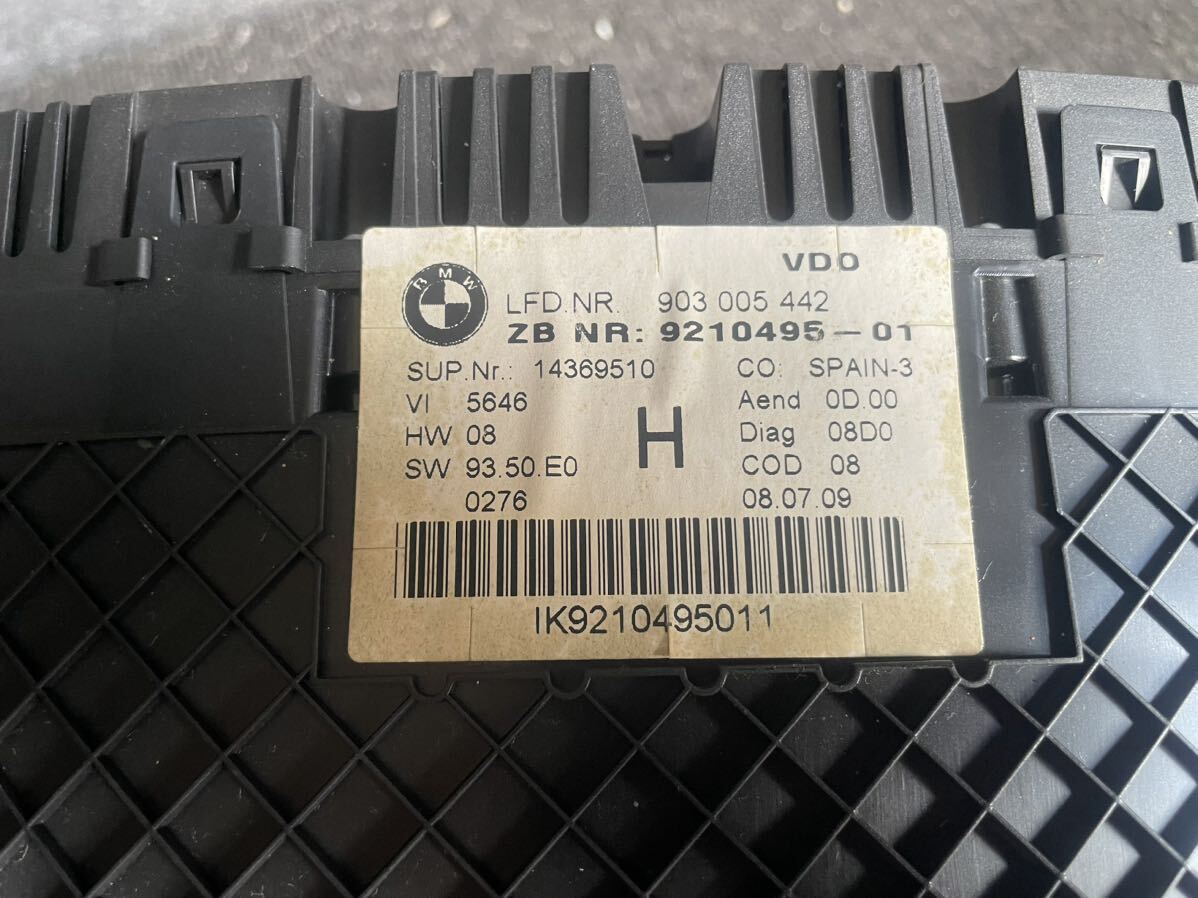 VDO
BMW
LFD.NR. 903 005 442
ZB NR: 9210495-01
SUP.Nr.: 14369510 CO: SPAIN-3
VI 5646 Aend 0D.00
HW 08 H Diag 08D0
SW 93.50.E0 COD 08
0276 08.07.09
IK9210495011